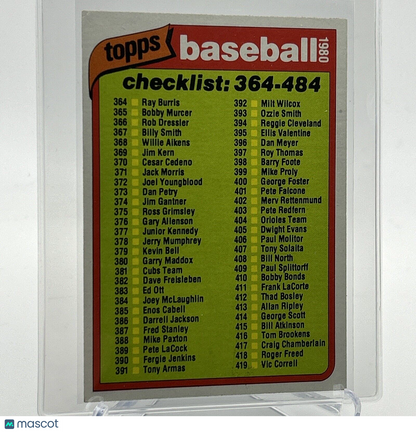 topps baseball 1980
checklist: 364-484
364 Ray Burris
365 Bobby Murcer
366 Rob Dressler
367 Billy Smith
368 Willie Aikens
369 Jim Kern
370 Cesar Cedeno
371 Jack Morris
372 Joel Youngblood
373 Dan Petry
374 Jim Gantner
375 Ross Grimsley
376 Gary Allenson
377 Junior Kennedy
378 Jerry Mumphrey
379 Kevin Bell
380 Garry Maddox
381 Cubs Team
382 Dave Freisleben
383 Ed Ott
384 Joey McLaughlin
385 Enos Cabell
386 Darrell Jackson
387 Fred Stanley
388 Mike Paxton
389 Pete LaCock
390 Fergie Jenkins
391 Tony Armas
392 Milt Wilcox
393 Ozzie Smith
394 Reggie Cleveland
395 Ellis Valentine
396 Dan Meyer
397 Roy Thomas
398 Barry Foote
399 Mike Proly
400 George Foster
401 Pete Falcone
402 Merv Rettenmund
403 Pete Redfern
404 Orioles Team
405 Dwight Evans
406 Paul Molitor
407 Tony Solaita
408 Bill North
409 Paul Splittorff
410 Bobby Bonds
411 Frank LaCorte
412 Thad Bosley
413 Allan Ripley
414 George Scott
415 Bill Atkinson
416 Tom Brookens
417 Craig Chamberlain
418 Roger Freed
419 Vic Correll
mascot